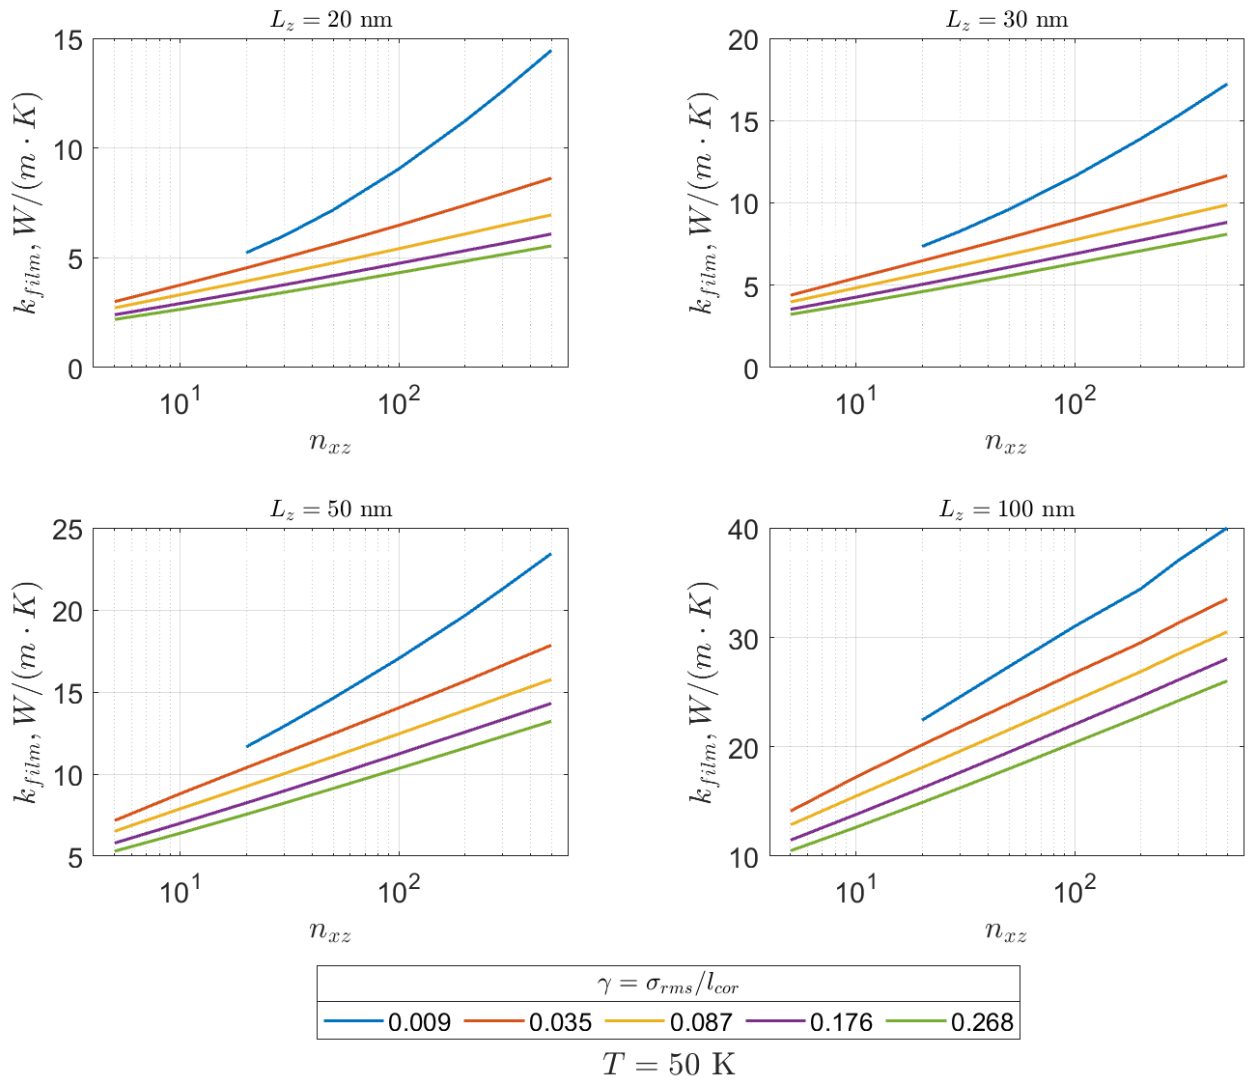 L_z = 20 nm
15
10
5
0
k_film, W/(m · K)
10^1
10^2
n_xz
L_z = 30 nm
20
15
10
5
0
k_film, W/(m · K)
10^1
10^2
n_xz
L_z = 50 nm
25
20
15
10
5
k_film, W/(m · K)
10^1
10^2
n_xz
L_z = 100 nm
40
30
20
10
k_film, W/(m · K)
10^1
10^2
n_xz
γ = σ_rms/l_cor
0.009 0.035 0.087 0.176 0.268
T = 50 K